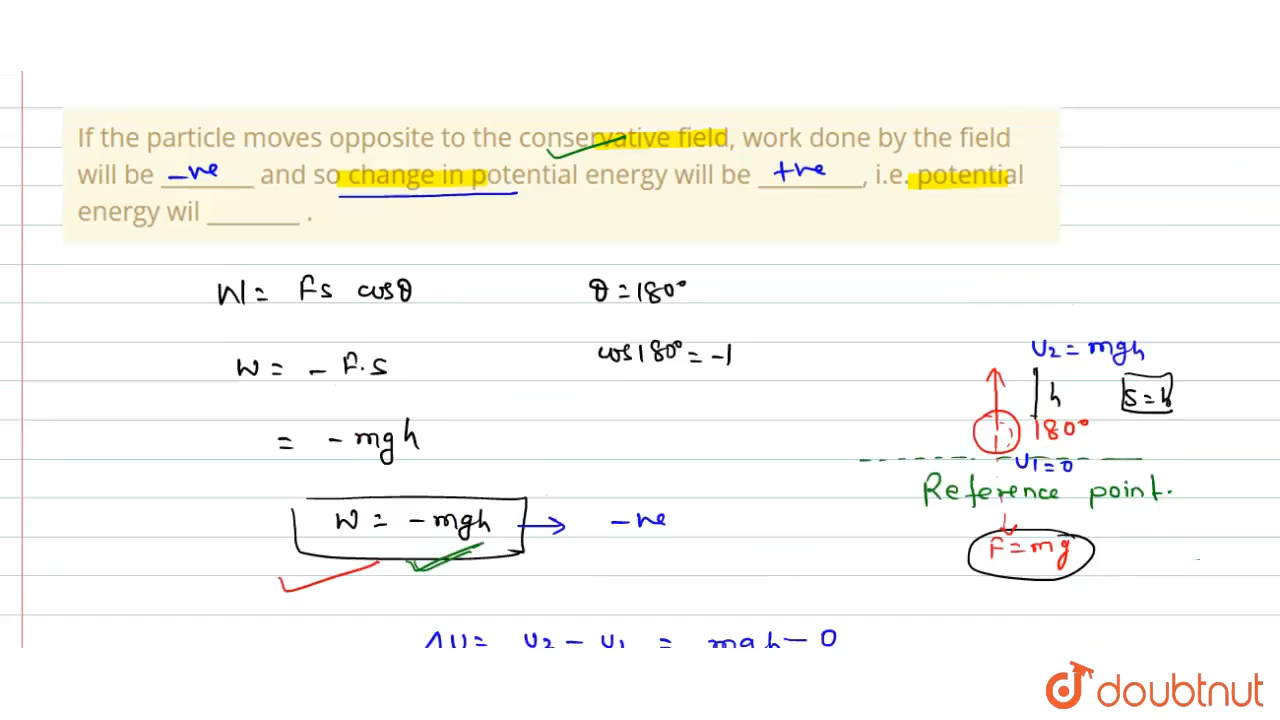 If the particle moves opposite to the conservative field, work done by the field
will be -ve and so change in potential energy will be +ve, i.e. potential
energy wil ________ .
W = Fs cosθ
θ = 180°
cos180° = -1
W = - F.S
= - mgh
W = - mgh → - ve
U2 = mgh
h
S = h
180°
U1 = 0
Reference point.
F = mg
ΔU = U2 - U1 = mgh - 0
doubtnut